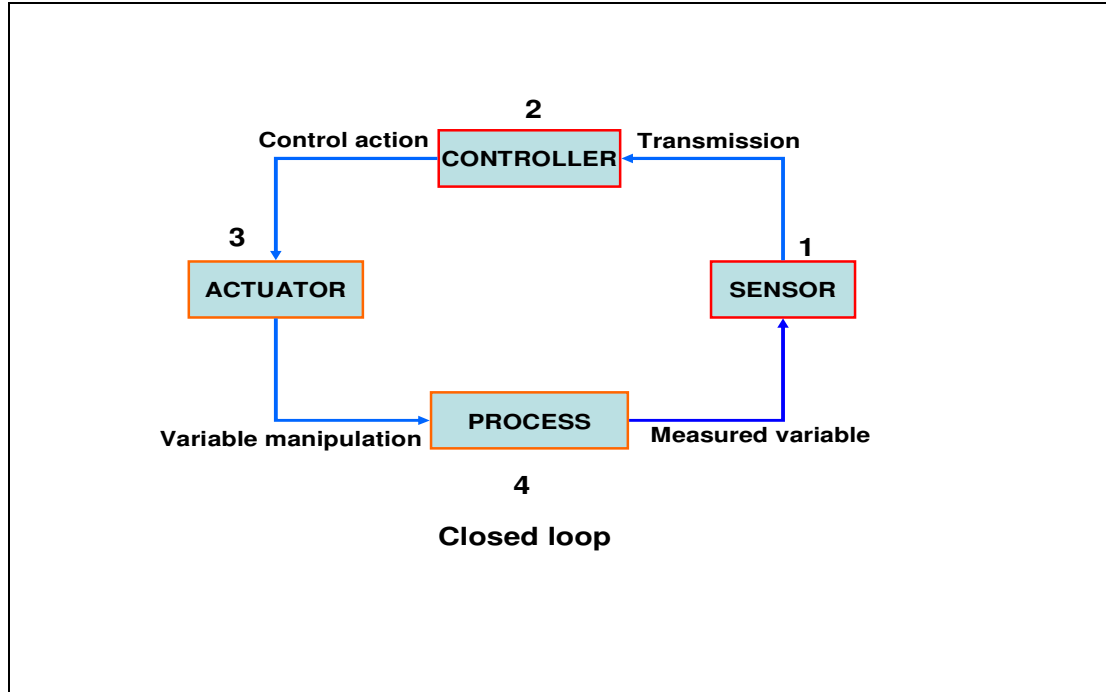 2
Control action
Transmission
CONTROLLER
3
1
ACTUATOR
SENSOR
PROCESS
Variable manipulation
Measured variable
4
Closed loop